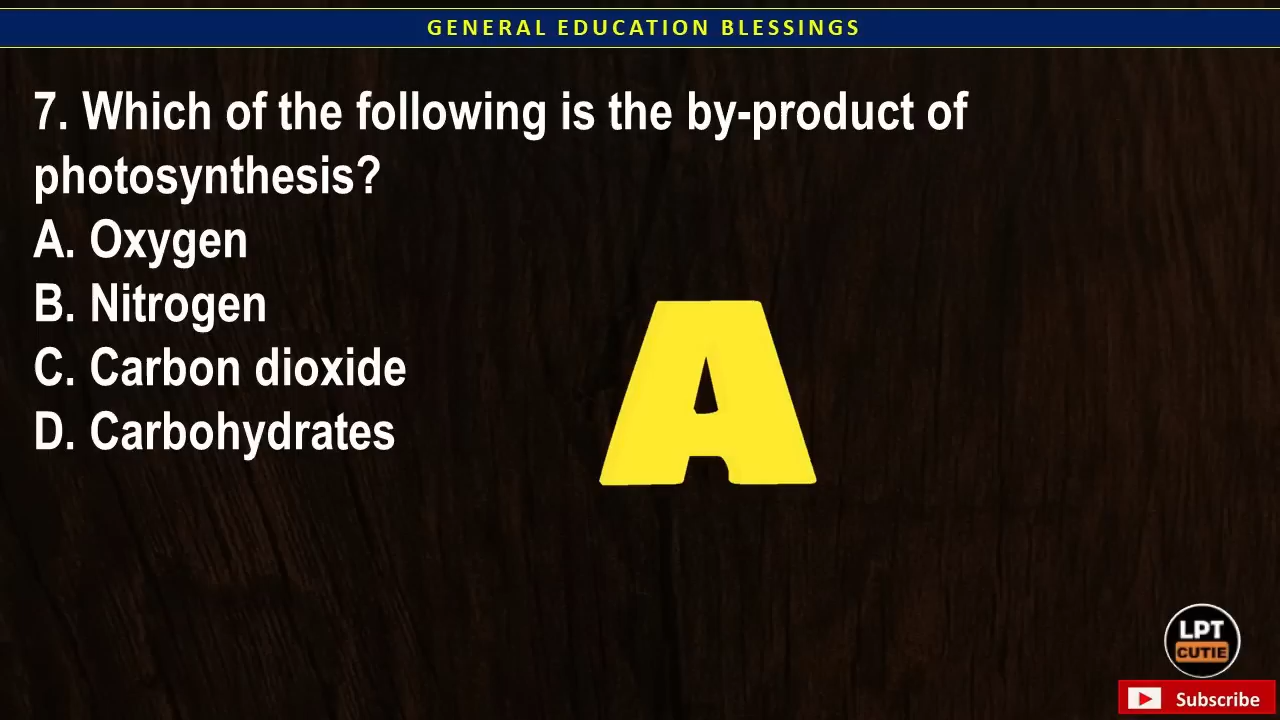 GENERAL EDUCATION BLESSINGS
7. Which of the following is the by-product of
photosynthesis?
A. Oxygen
B. Nitrogen
C. Carbon dioxide
D. Carbohydrates
A
LPT
CUTIE
Subscribe